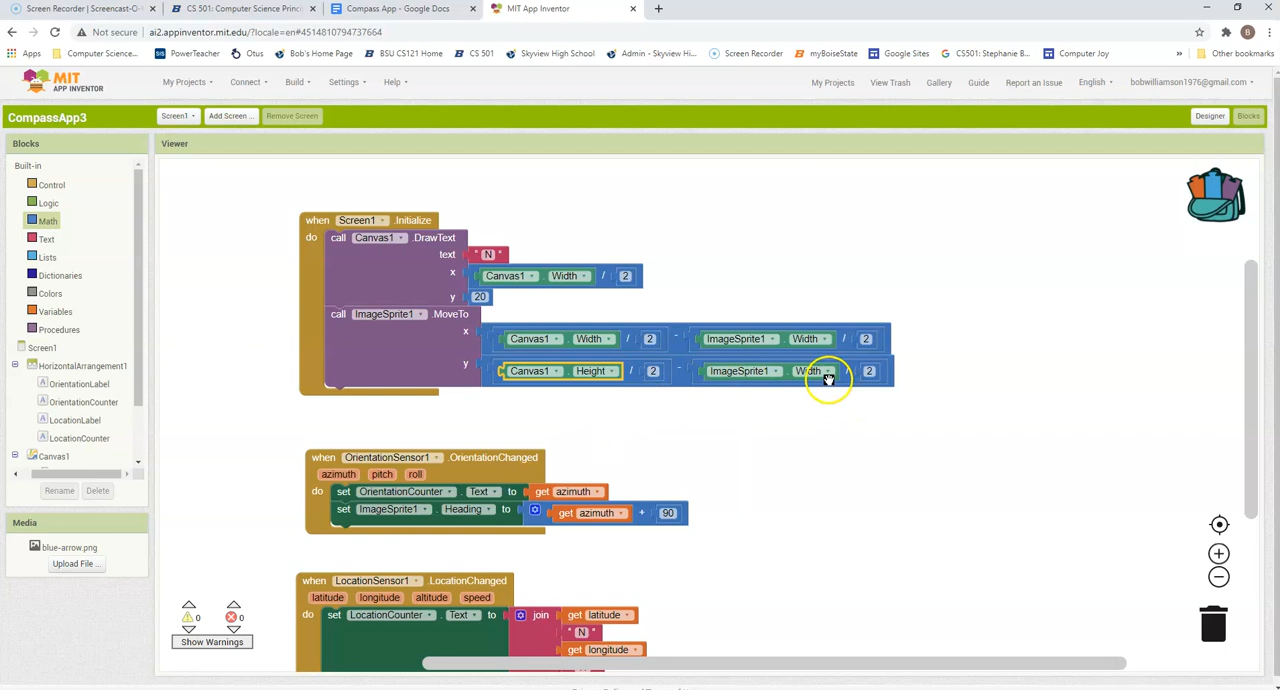 Screen Recorder | Screencast-O-M
CS 501: Computer Science Princi
Compass App - Google Docs
MIT App Inventor
Not secure | ai2.appinventor.mit.edu/?locale=en#4514810794737664
Apps Computer Science... PowerTeacher Otus Bob's Home Page BSU CS121 Home CS 501 Skyview High School Admin - Skyview Hi... Screen Recorder myBoiseState Google Sites CS501: Stephanie B... Computer Joy » Other bookmarks
MIT APP INVENTOR
My Projects Connect Build Settings Help My Projects View Trash Gallery Guide Report an Issue English bobwilliamson1976@gmail.com
CompassApp3 Screen1 Add Screen ... Remove Screen Designer Blocks
Blocks Viewer
Built-in
Control
Logic
Math
Text
Lists
Dictionaries
Colors
Variables
Procedures
Screen1
HorizontalArrangement1
OrientationLabel
OrientationCounter
LocationLabel
LocationCounter
Canvas1
Rename Delete
Media
blue-arrow.png
Upload File ...
when Screen1 .Initialize
do call Canvas1 .DrawText
text " N "
x Canvas1 . Width / 2
y 20
call ImageSprite1 .MoveTo
x Canvas1 . Width / 2 - ImageSprite1 . Width / 2
y Canvas1 . Height / 2 - ImageSprite1 . Width / 2
when OrientationSensor1 .OrientationChanged
azimuth pitch roll
do set OrientationCounter . Text to get azimuth
set ImageSprite1 . Heading to get azimuth + 90
when LocationSensor1 .LocationChanged
latitude longitude altitude speed
do set LocationCounter . Text to join get latitude
" N "
get longitude
0 0
Show Warnings